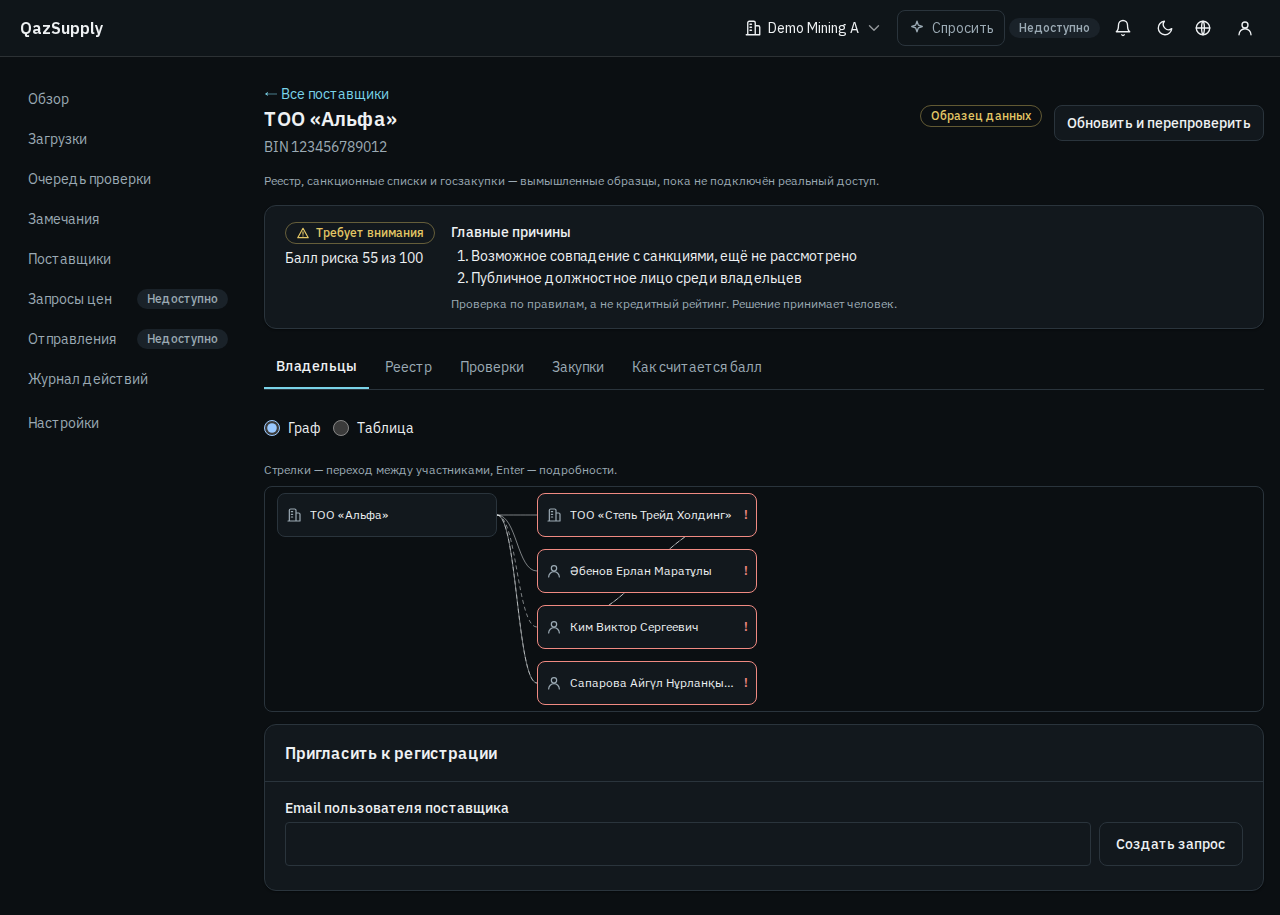 QazSupply
Demo Mining A
Спросить
Недоступно
Обзор
Загрузки
Очередь проверки
Замечания
Поставщики
Запросы цен Недоступно
Отправления Недоступно
Журнал действий
Настройки
← Все поставщики
ТОО «Альфа»
BIN 123456789012
Образец данных
Обновить и перепроверить
Реестр, санкционные списки и госзакупки — вымышленные образцы, пока не подключён реальный доступ.
Требует внимания
Балл риска 55 из 100
Главные причины
1. Возможное совпадение с санкциями, ещё не рассмотрено
2. Публичное должностное лицо среди владельцев
Проверка по правилам, а не кредитный рейтинг. Решение принимает человек.
Владельцы Реестр Проверки Закупки Как считается балл
Граф Таблица
Стрелки — переход между участниками, Enter — подробности.
ТОО «Альфа»
ТОО «Степь Трейд Холдинг» !
Әбенов Ерлан Маратұлы !
Ким Виктор Сергеевич !
Сапарова Айгүл Нұрланқы... !
Пригласить к регистрации
Email пользователя поставщика
Создать запрос